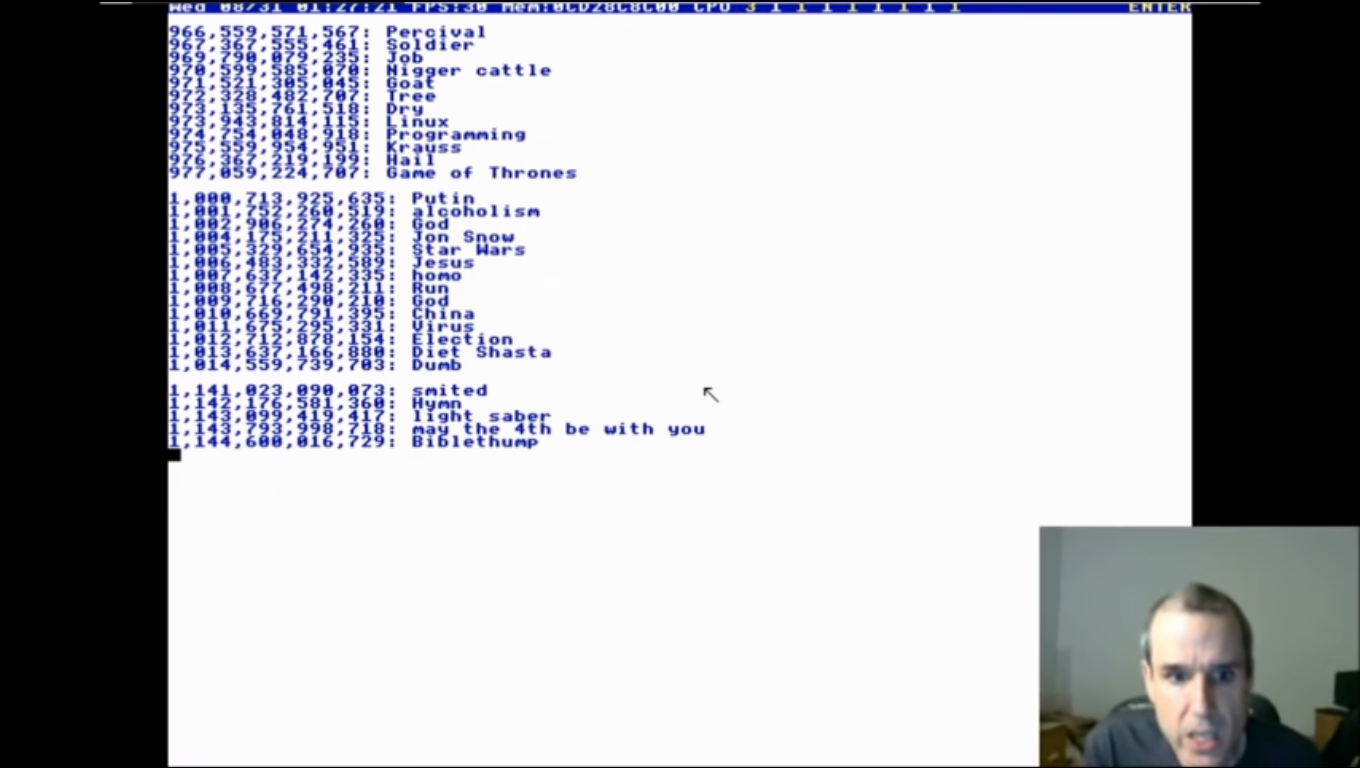 Wed 08/31 01:27:21 FPS:30 Mem:0CD28C8C00 CPU 3 1 1 1 1 1 1 1 1 ENTER
966,559,571,567: Percival
967,367,555,461: Soldier
969,790,079,235: Job
970,599,585,070: Nigger cattle
971,521,305,045: Goat
972,328,482,707: Tree
973,135,761,518: Dry
973,943,814,115: Linux
974,754,048,918: Programming
975,559,954,951: Krauss
976,367,219,199: Hail
977,059,224,707: Game of Thrones
1,000,713,925,635: Putin
1,001,752,260,519: alcoholism
1,002,906,274,260: God
1,004,175,211,325: Jon Snow
1,005,329,654,935: Star Wars
1,006,483,332,589: Jesus
1,007,637,142,335: homo
1,008,677,498,211: Run
1,009,716,290,210: God
1,010,669,791,395: China
1,011,675,295,331: Virus
1,012,712,878,154: Election
1,013,637,166,880: Diet Shasta
1,014,559,739,703: Dumb
1,141,023,090,073: smited
1,142,176,581,360: Hymn
1,143,099,419,417: light saber
1,143,793,998,718: may the 4th be with you
1,144,600,016,729: Biblethump